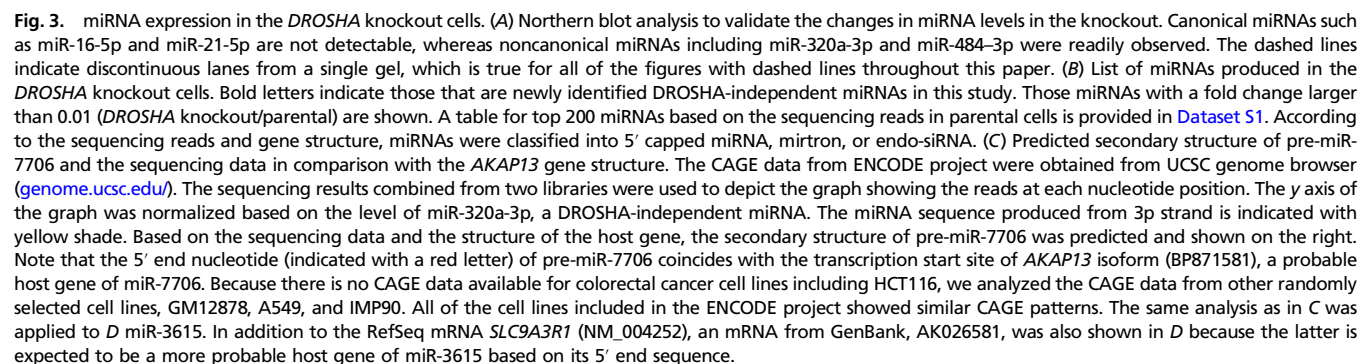 Fig. 3. miRNA expression in the DROSHA knockout cells. (A) Northern blot analysis to validate the changes in miRNA levels in the knockout. Canonical miRNAs such
as miR-16-5p and miR-21-5p are not detectable, whereas noncanonical miRNAs including miR-320a-3p and miR-484–3p were readily observed. The dashed lines
indicate discontinuous lanes from a single gel, which is true for all of the figures with dashed lines throughout this paper. (B) List of miRNAs produced in the
DROSHA knockout cells. Bold letters indicate those that are newly identified DROSHA-independent miRNAs in this study. Those miRNAs with a fold change larger
than 0.01 (DROSHA knockout/parental) are shown. A table for top 200 miRNAs based on the sequencing reads in parental cells is provided in Dataset S1. According
to the sequencing reads and gene structure, miRNAs were classified into 5′ capped miRNA, mirtron, or endo-siRNA. (C) Predicted secondary structure of pre-miR-
7706 and the sequencing data in comparison with the AKAP13 gene structure. The CAGE data from ENCODE project were obtained from UCSC genome browser
(genome.ucsc.edu/). The sequencing results combined from two libraries were used to depict the graph showing the reads at each nucleotide position. The y axis of
the graph was normalized based on the level of miR-320a-3p, a DROSHA-independent miRNA. The miRNA sequence produced from 3p strand is indicated with
yellow shade. Based on the sequencing data and the structure of the host gene, the secondary structure of pre-miR-7706 was predicted and shown on the right.
Note that the 5′ end nucleotide (indicated with a red letter) of pre-miR-7706 coincides with the transcription start site of AKAP13 isoform (BP871581), a probable
host gene of miR-7706. Because there is no CAGE data available for colorectal cancer cell lines including HCT116, we analyzed the CAGE data from other randomly
selected cell lines, GM12878, A549, and IMP90. All of the cell lines included in the ENCODE project showed similar CAGE patterns. The same analysis as in C was
applied to D miR-3615. In addition to the RefSeq mRNA SLC9A3R1 (NM_004252), an mRNA from GenBank, AK026581, was also shown in D because the latter is
expected to be a more probable host gene of miR-3615 based on its 5′ end sequence.